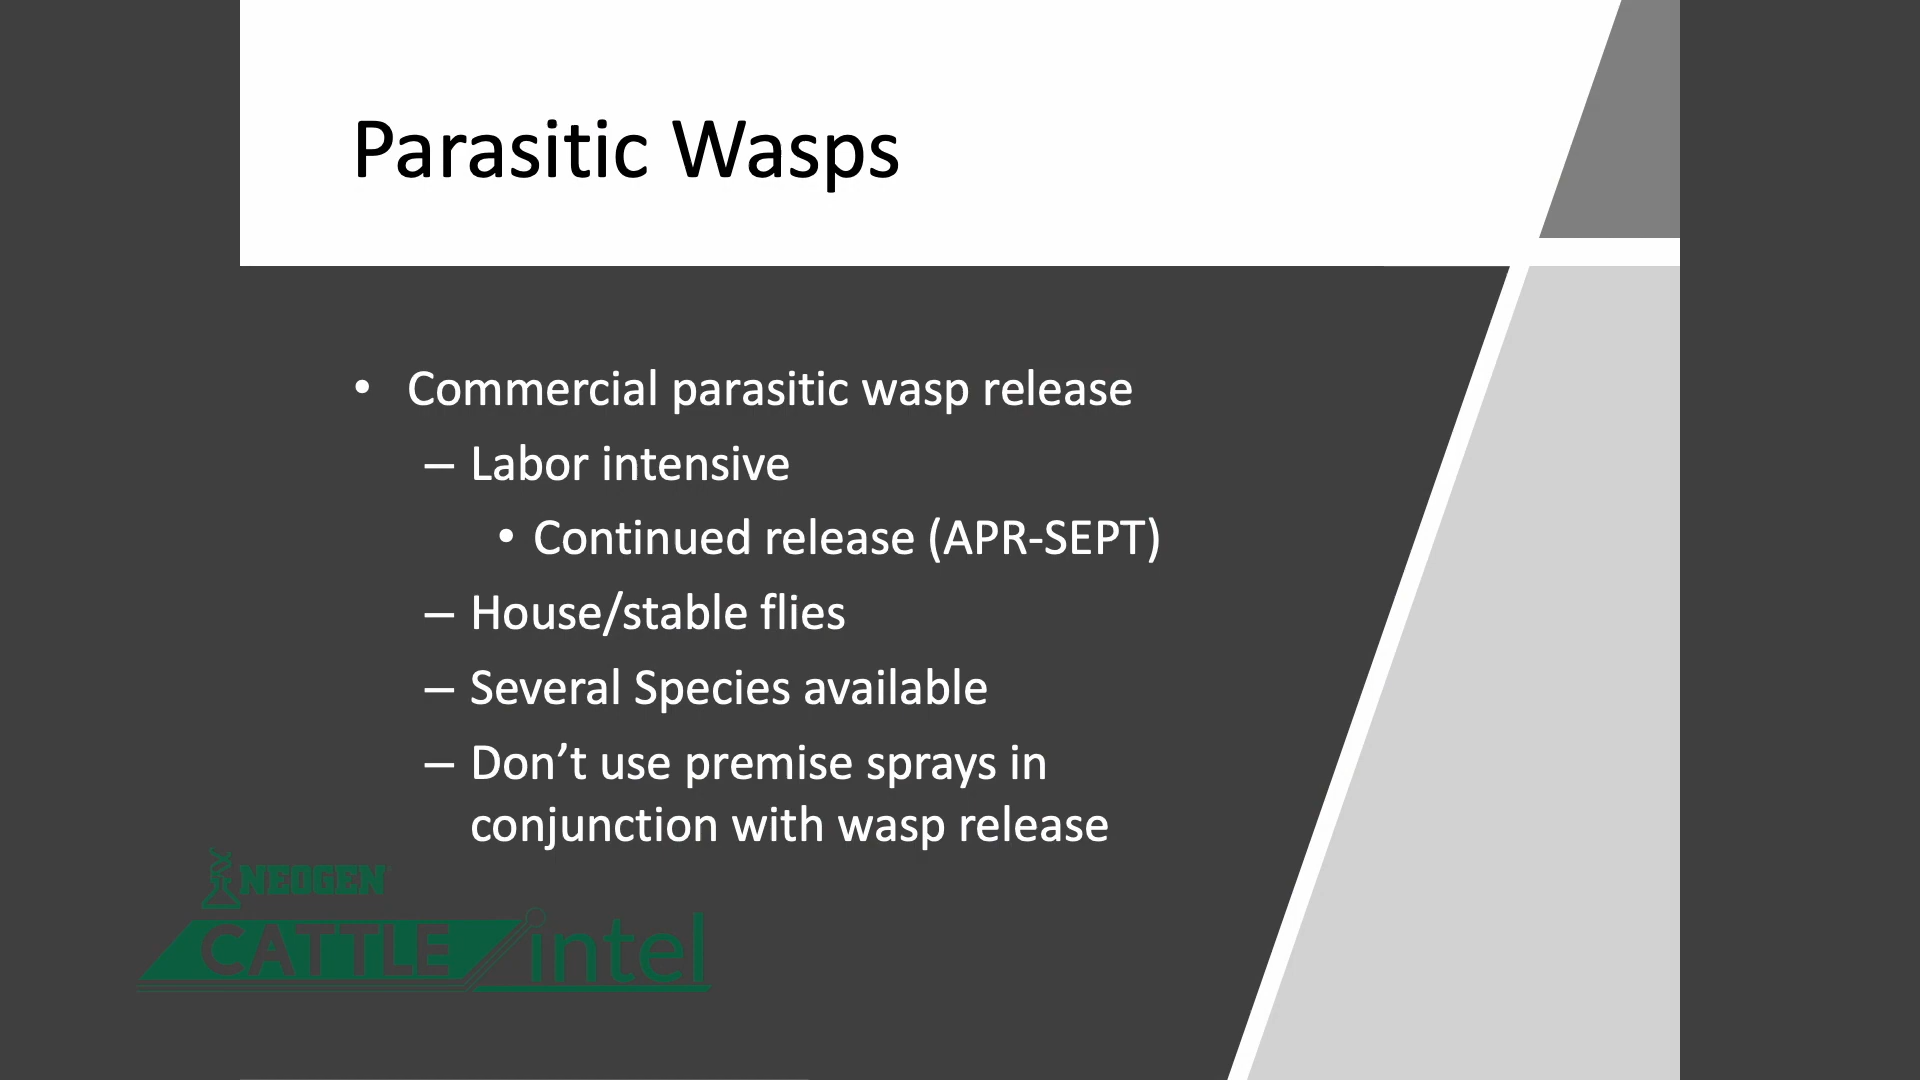 Parasitic Wasps
• Commercial parasitic wasp release
– Labor intensive
• Continued release (APR-SEPT)
– House/stable flies
– Several Species available
– Don’t use premise sprays in
conjunction with wasp release
NEOGEN
CATTLE intel